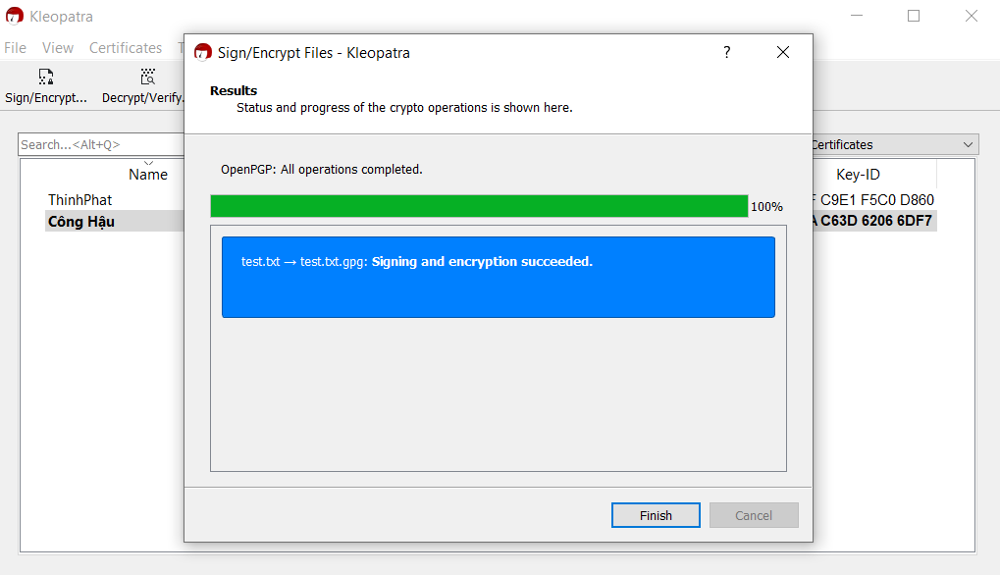 Kleopatra
File View Certificates T
Sign/Encrypt... Decrypt/Verify.
Search...<Alt+Q>
Certificates
Name
Key-ID
ThinhPhat
F C9E1 F5C0 D860
Công Hậu
A C63D 6206 6DF7
Sign/Encrypt Files - Kleopatra
?
Results
Status and progress of the crypto operations is shown here.
OpenPGP: All operations completed.
100%
test.txt → test.txt.gpg: Signing and encryption succeeded.
Finish Cancel